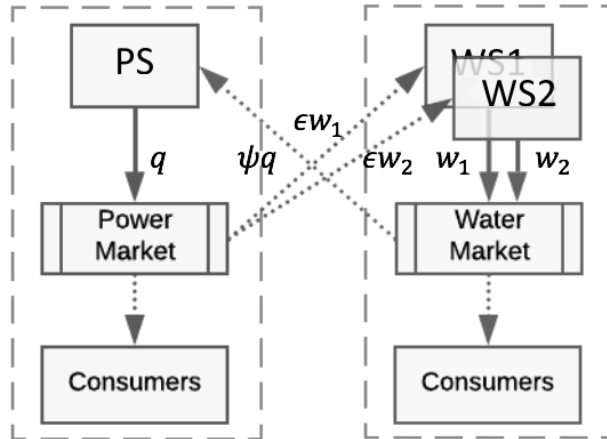 PS
WS1
WS2
ϵw₁
q
ψq
ϵw₂
w₁
w₂
Power
Market
Water
Market
Consumers
Consumers